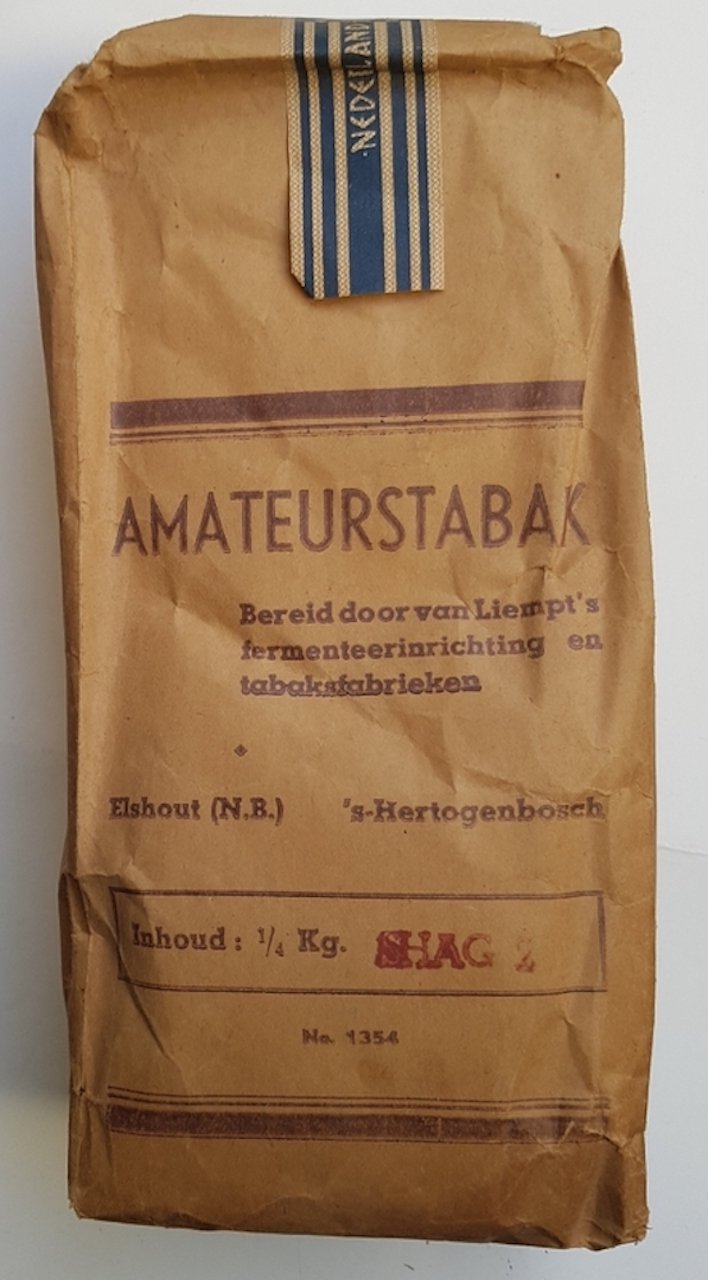 NEDERLAND
AMATEURSTABAK
Bereid door van Liempt's
fermenteerinrichting en
tabaksfabrieken
Elshout (N.B.) 's-Hertogenbosch
Inhoud: 1/4 Kg. SHAG 2
No. 1354